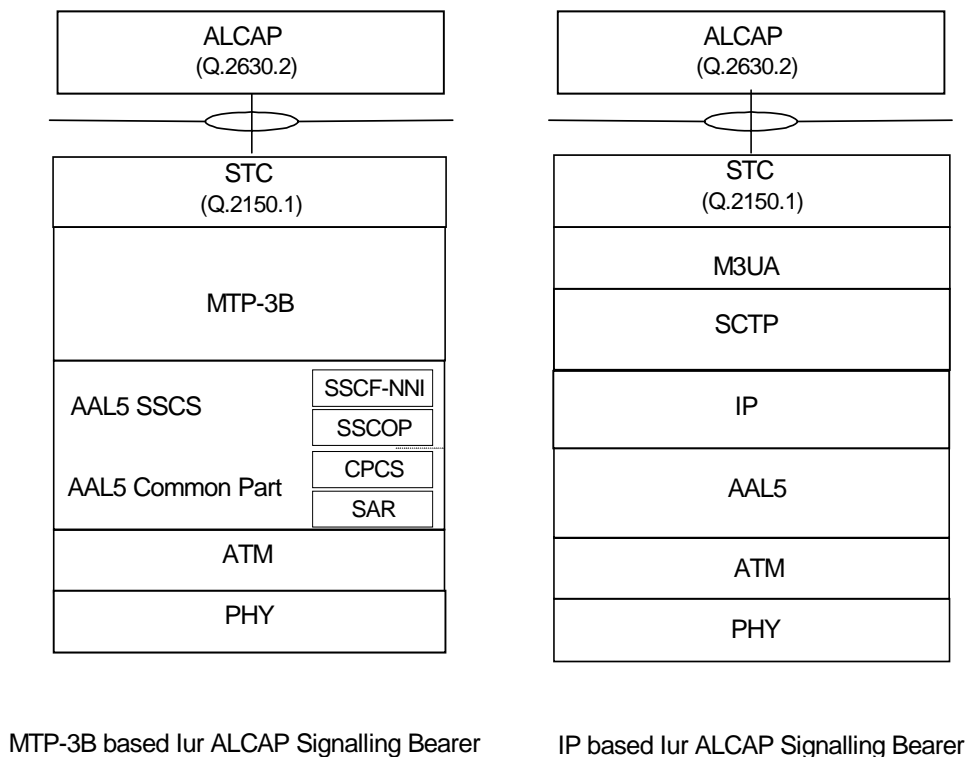 ALCAP
(Q.2630.2)
STC
(Q.2150.1)
MTP-3B
AAL5 SSCS
SSCF-NNI
SSCOP
AAL5 Common Part
CPCS
SAR
ATM
PHY
MTP-3B based Iur ALCAP Signalling Bearer
ALCAP
(Q.2630.2)
STC
(Q.2150.1)
M3UA
SCTP
IP
AAL5
ATM
PHY
IP based Iur ALCAP Signalling Bearer